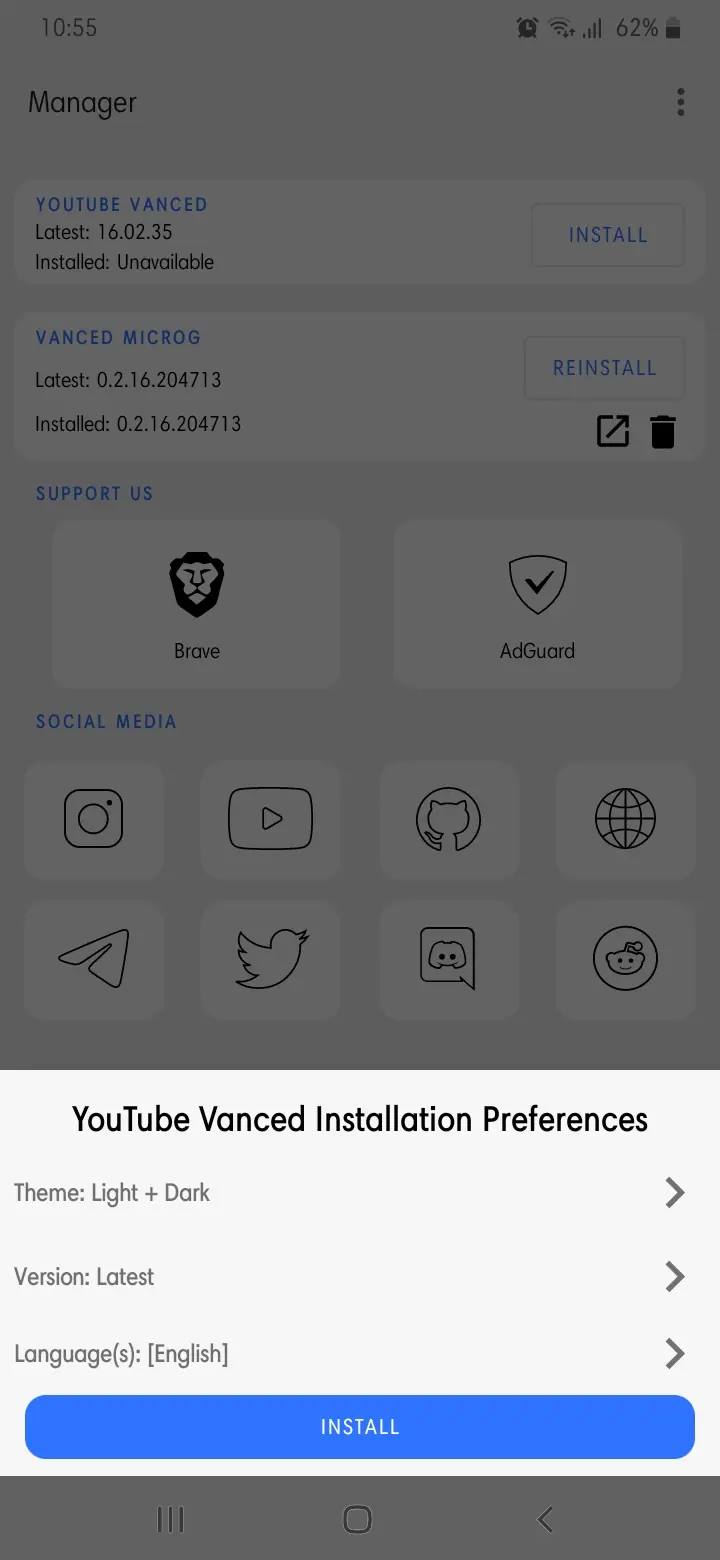 10:55
62%
Manager
YOUTUBE VANCED
Latest: 16.02.35
Installed: Unavailable
INSTALL
VANCED MICROG
Latest: 0.2.16.204713
Installed: 0.2.16.204713
REINSTALL
SUPPORT US
Brave
AdGuard
SOCIAL MEDIA
YouTube Vanced Installation Preferences
Theme: Light + Dark
Version: Latest
Language(s): [English]
INSTALL